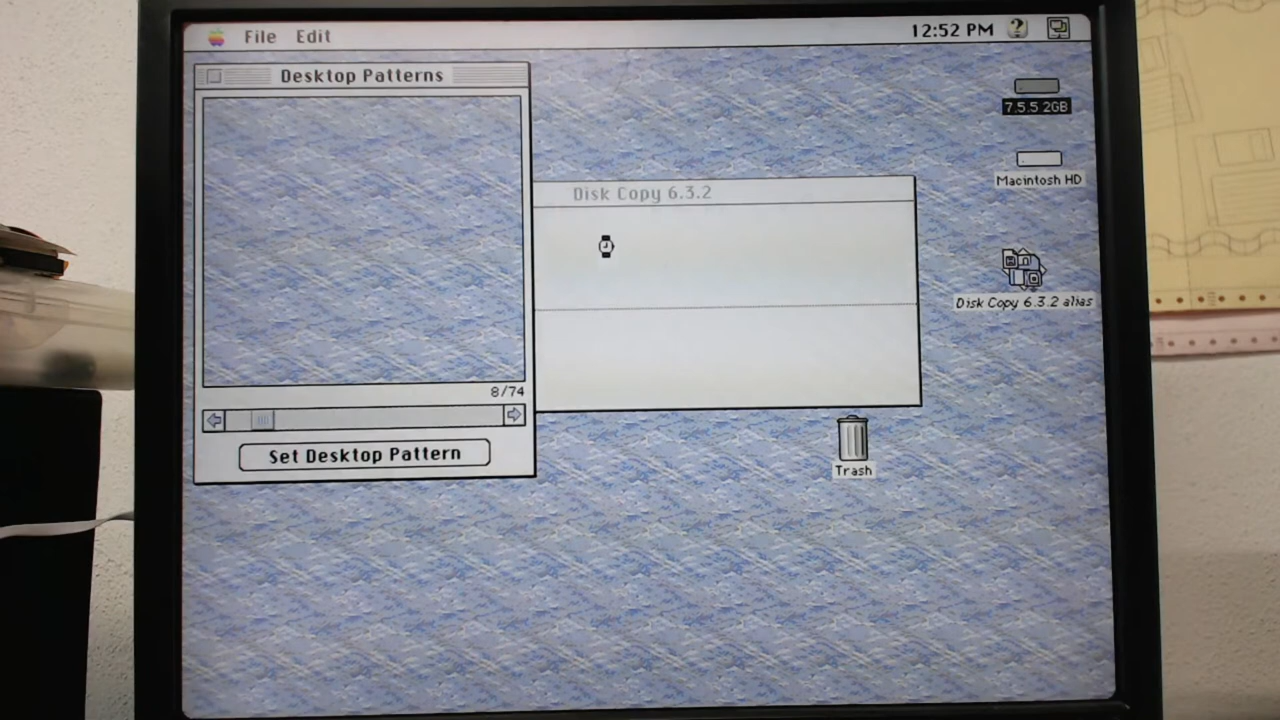 File Edit
12:52 PM
Desktop Patterns
7.5.5 2GB
Macintosh HD
Disk Copy 6.3.2
Disk Copy 6.3.2 alias
8/74
Set Desktop Pattern
Trash